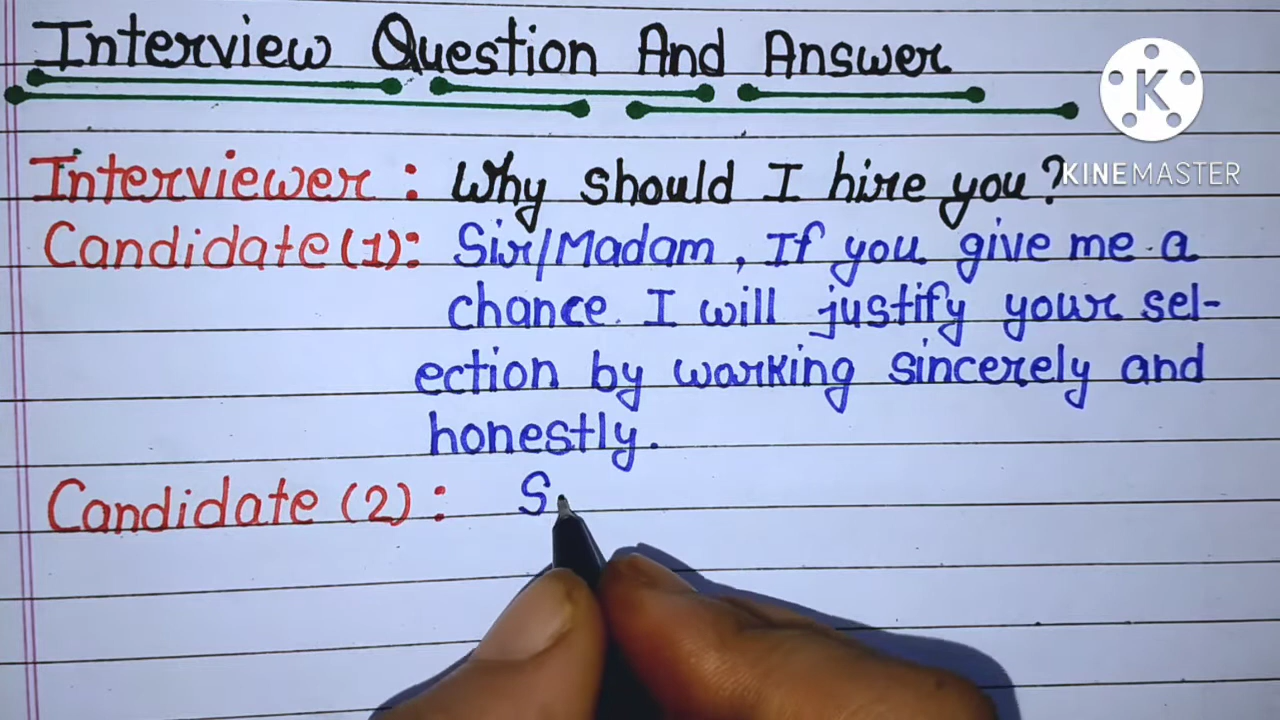 Interview Question And Answer
K
KINEMASTER
Interviewer : Why should I hire you?
Candidate (1): Sir/Madam, If you give me a
chance. I will justify your sel-
ection by working sincerely and
honestly.
Candidate (2) : S